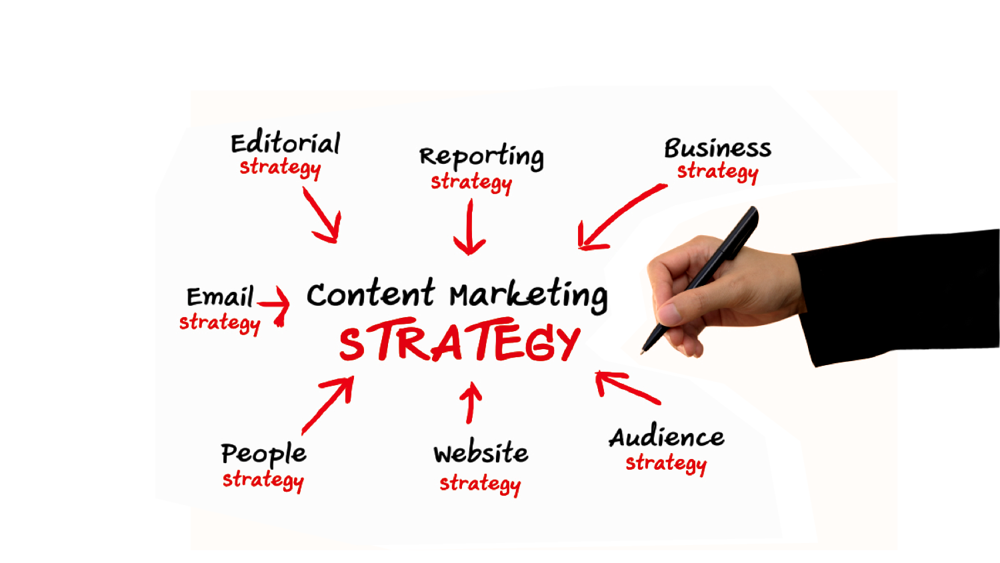 Editorial
strategy
Reporting
strategy
Business
strategy
Email
strategy
Content Marketing
STRATEGY
People
strategy
Website
strategy
Audience
strategy